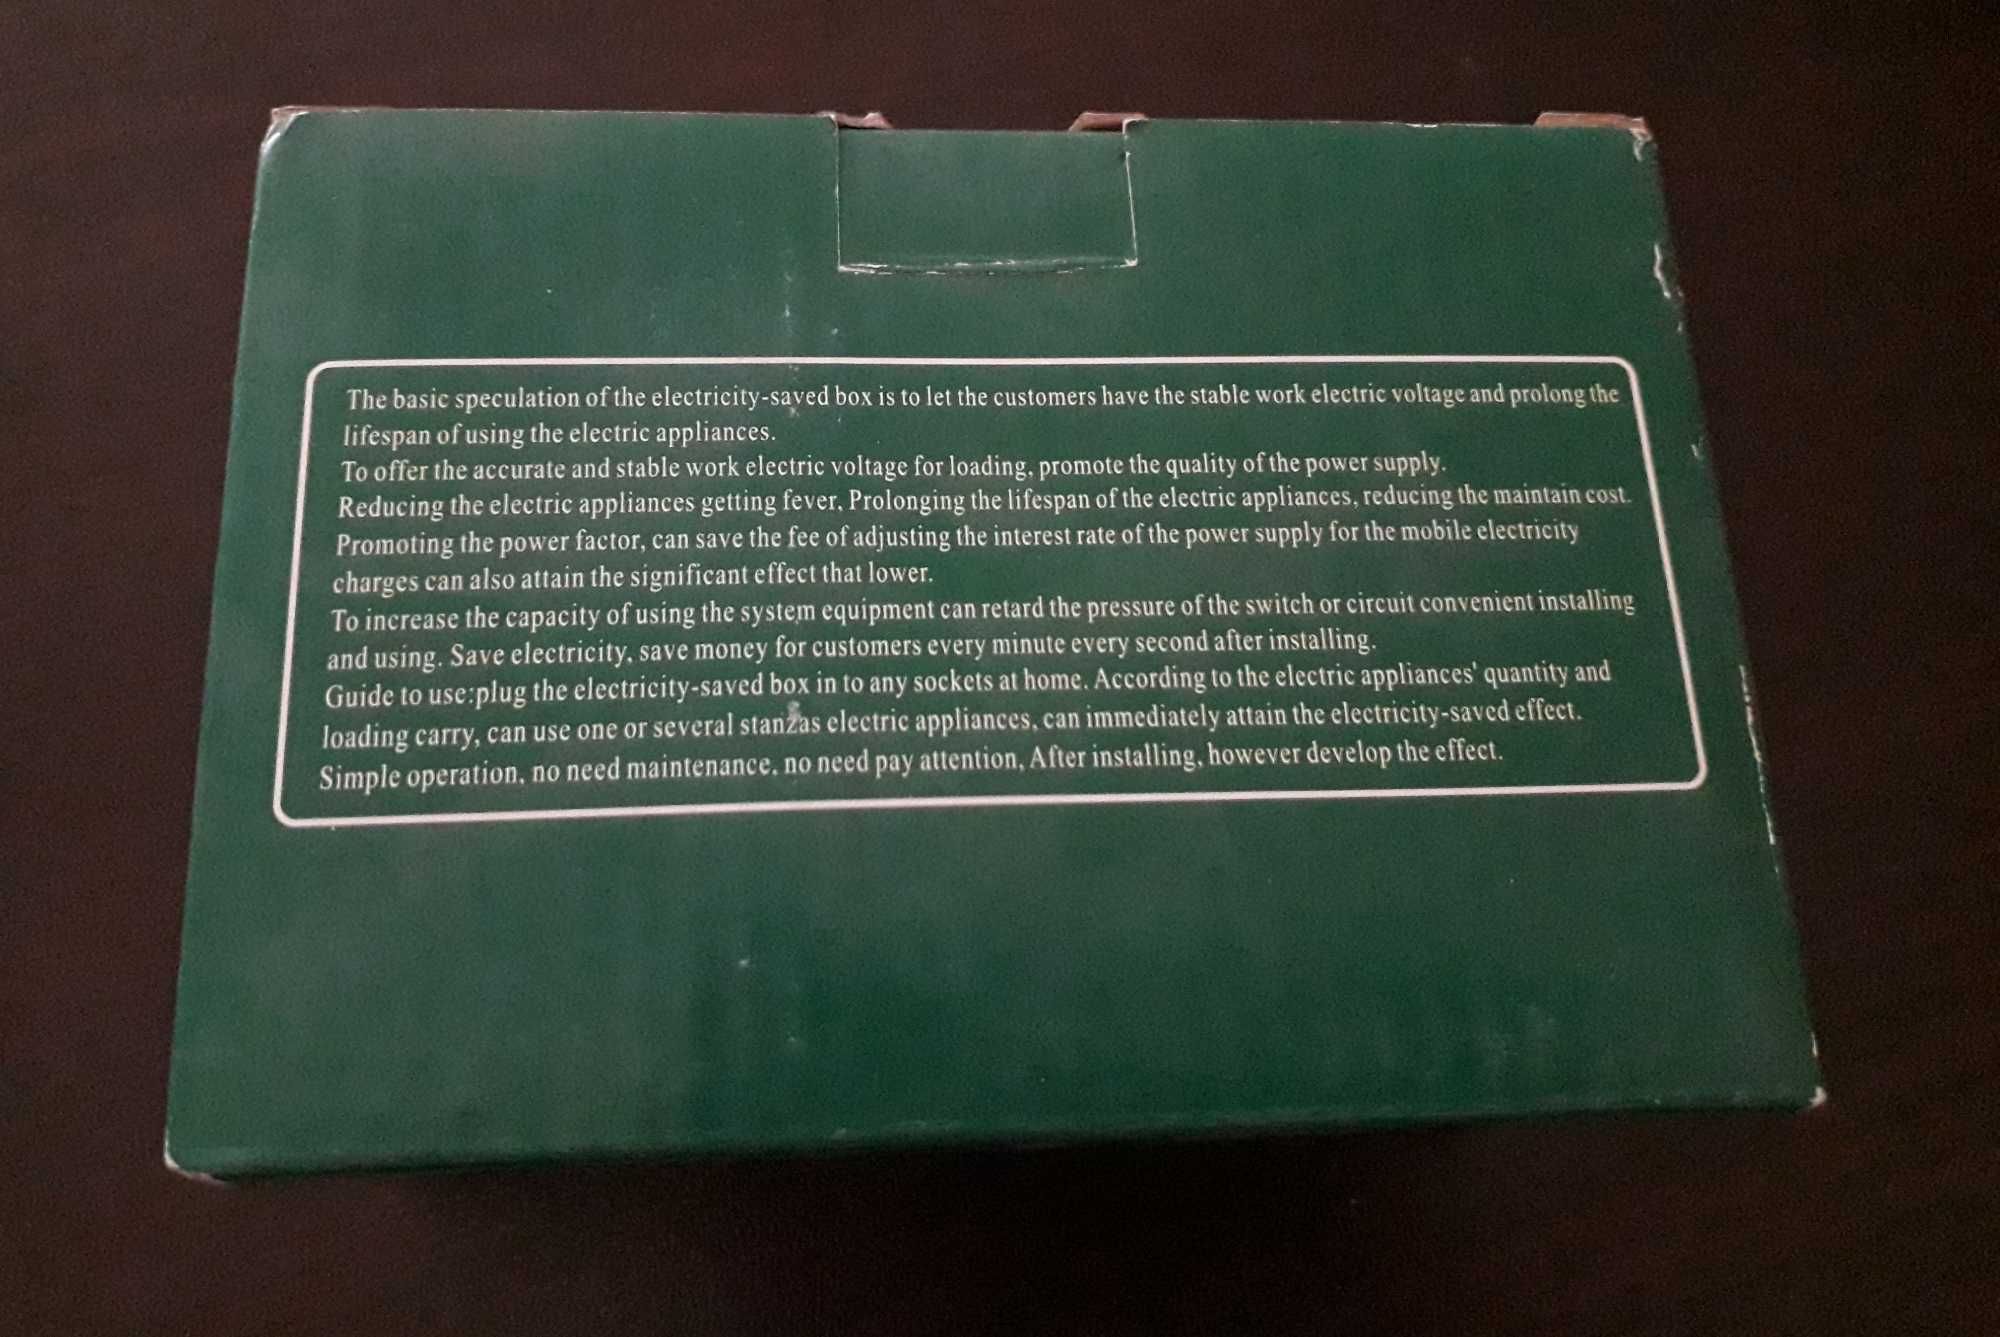 The basic speculation of the electricity-saved box is to let the customers have the stable work electric voltage and prolong the
lifespan of using the electric appliances.
To offer the accurate and stable work electric voltage for loading, promote the quality of the power supply.
Reducing the electric appliances getting fever, Prolonging the lifespan of the electric appliances, reducing the maintain cost.
Promoting the power factor, can save the fee of adjusting the interest rate of the power supply for the mobile electricity
charges can also attain the significant effect that lower.
To increase the capacity of using the system equipment can retard the pressure of the switch or circuit convenient installing
and using. Save electricity, save money for customers every minute every second after installing.
Guide to use:plug the electricity-saved box in to any sockets at home. According to the electric appliances' quantity and
loading carry, can use one or several stanzas electric appliances, can immediately attain the electricity-saved effect.
Simple operation, no need maintenance, no need pay attention, After installing, however develop the effect.